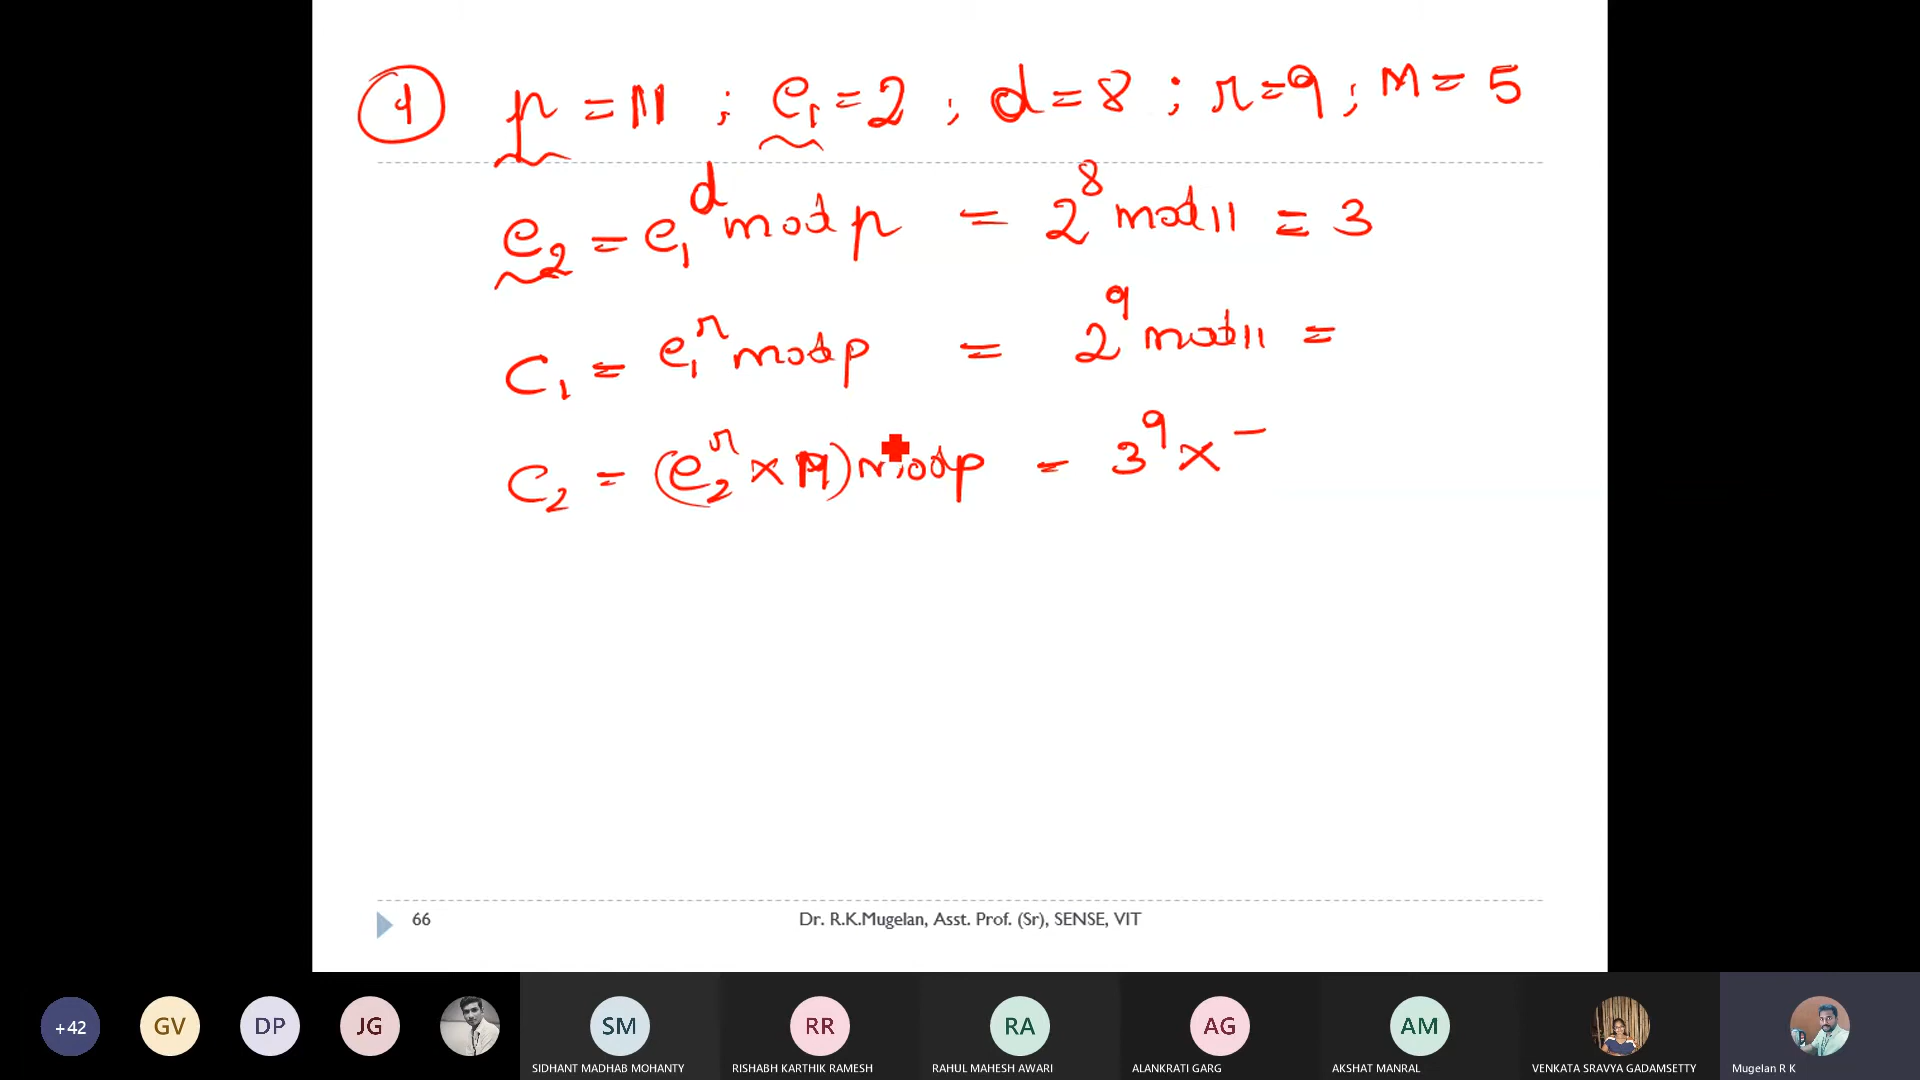 4 p = 11 ; e₁ = 2 ; d = 8 ; r = 9 ; M = 5
e₂ = e₁^d mod p = 2^8 mod 11 = 3
C₁ = e₁^r mod p = 2^9 mod 11 =
C₂ = (e₂^r × M) mod p = 3^9 ×
66 Dr. R.K.Mugelan, Asst. Prof. (Sr), SENSE, VIT
+42 GV DP JG SM RR RA AG AM
SIDHANT MADHAB MOHANTY RISHABH KARTHIK RAMESH RAHUL MAHESH AWARI ALANKRATI GARG AKSHAT MANRAL VENKATA SRAVYA GADAMSETTY Mugelan R K